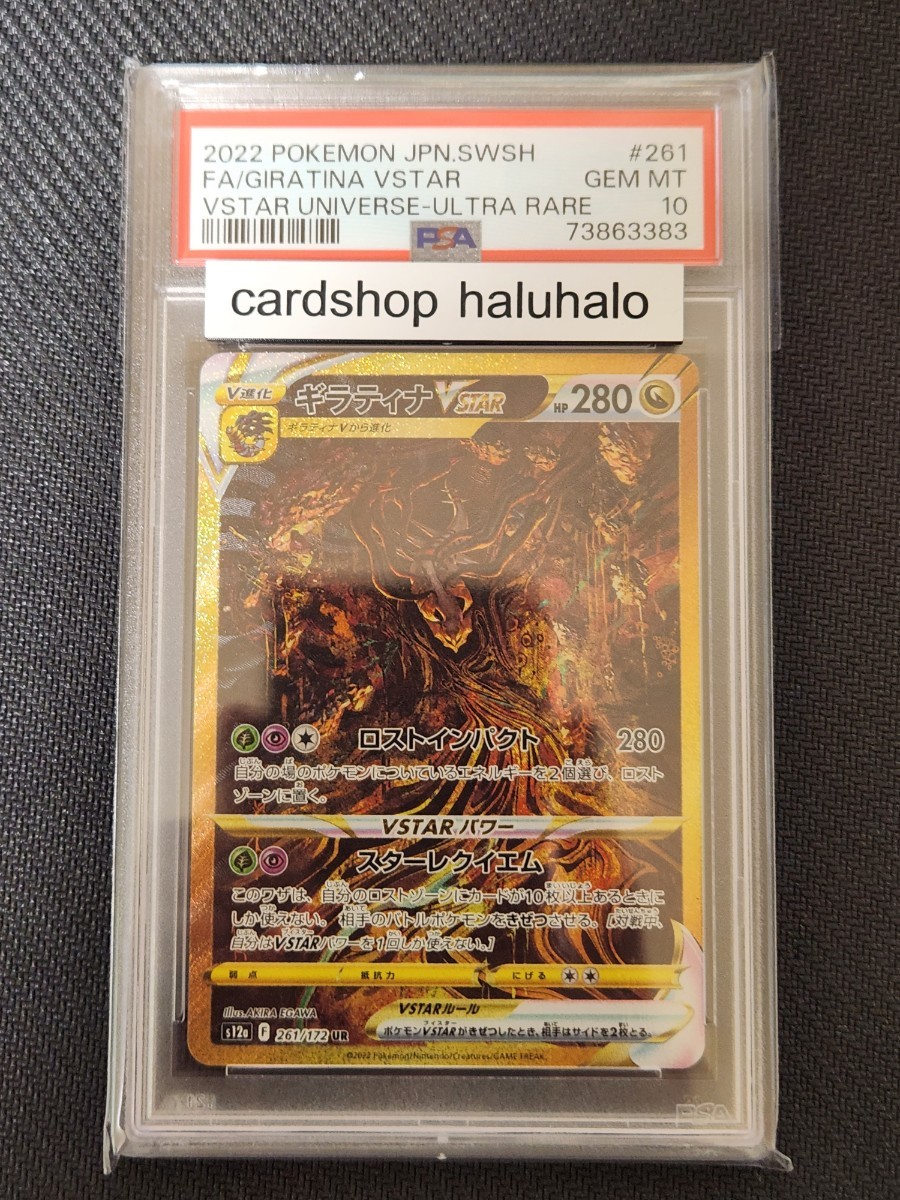 2022 POKEMON JPN.SWSH #261
FA/GIRATINA VSTAR GEM MT
VSTAR UNIVERSE-ULTRA RARE 10
PSA 73863383
cardshop haluhalo
V進化 ギラティナVSTAR HP 280
ギラティナVから進化
ロストインパクト 280
自分の場のポケモンについているエネルギーを2個選び、ロスト
ゾーンに置く。
VSTARパワー
スターレクイエム
このワザは、自分のロストゾーンにカードが10枚以上あるときに
しか使えない。相手のバトルポケモンをきぜつさせる。[対戦中、
自分はVSTARパワーを1回しか使えない。]
弱点 抵抗力 にげる
Illus.AKIRA EGAWA
VSTARルール
ポケモンVSTARがきぜつしたとき、相手はサイドを2枚とる。
s12a F 261/172 UR
©2022 Pokémon/Nintendo/Creatures/GAME FREAK.
PSA